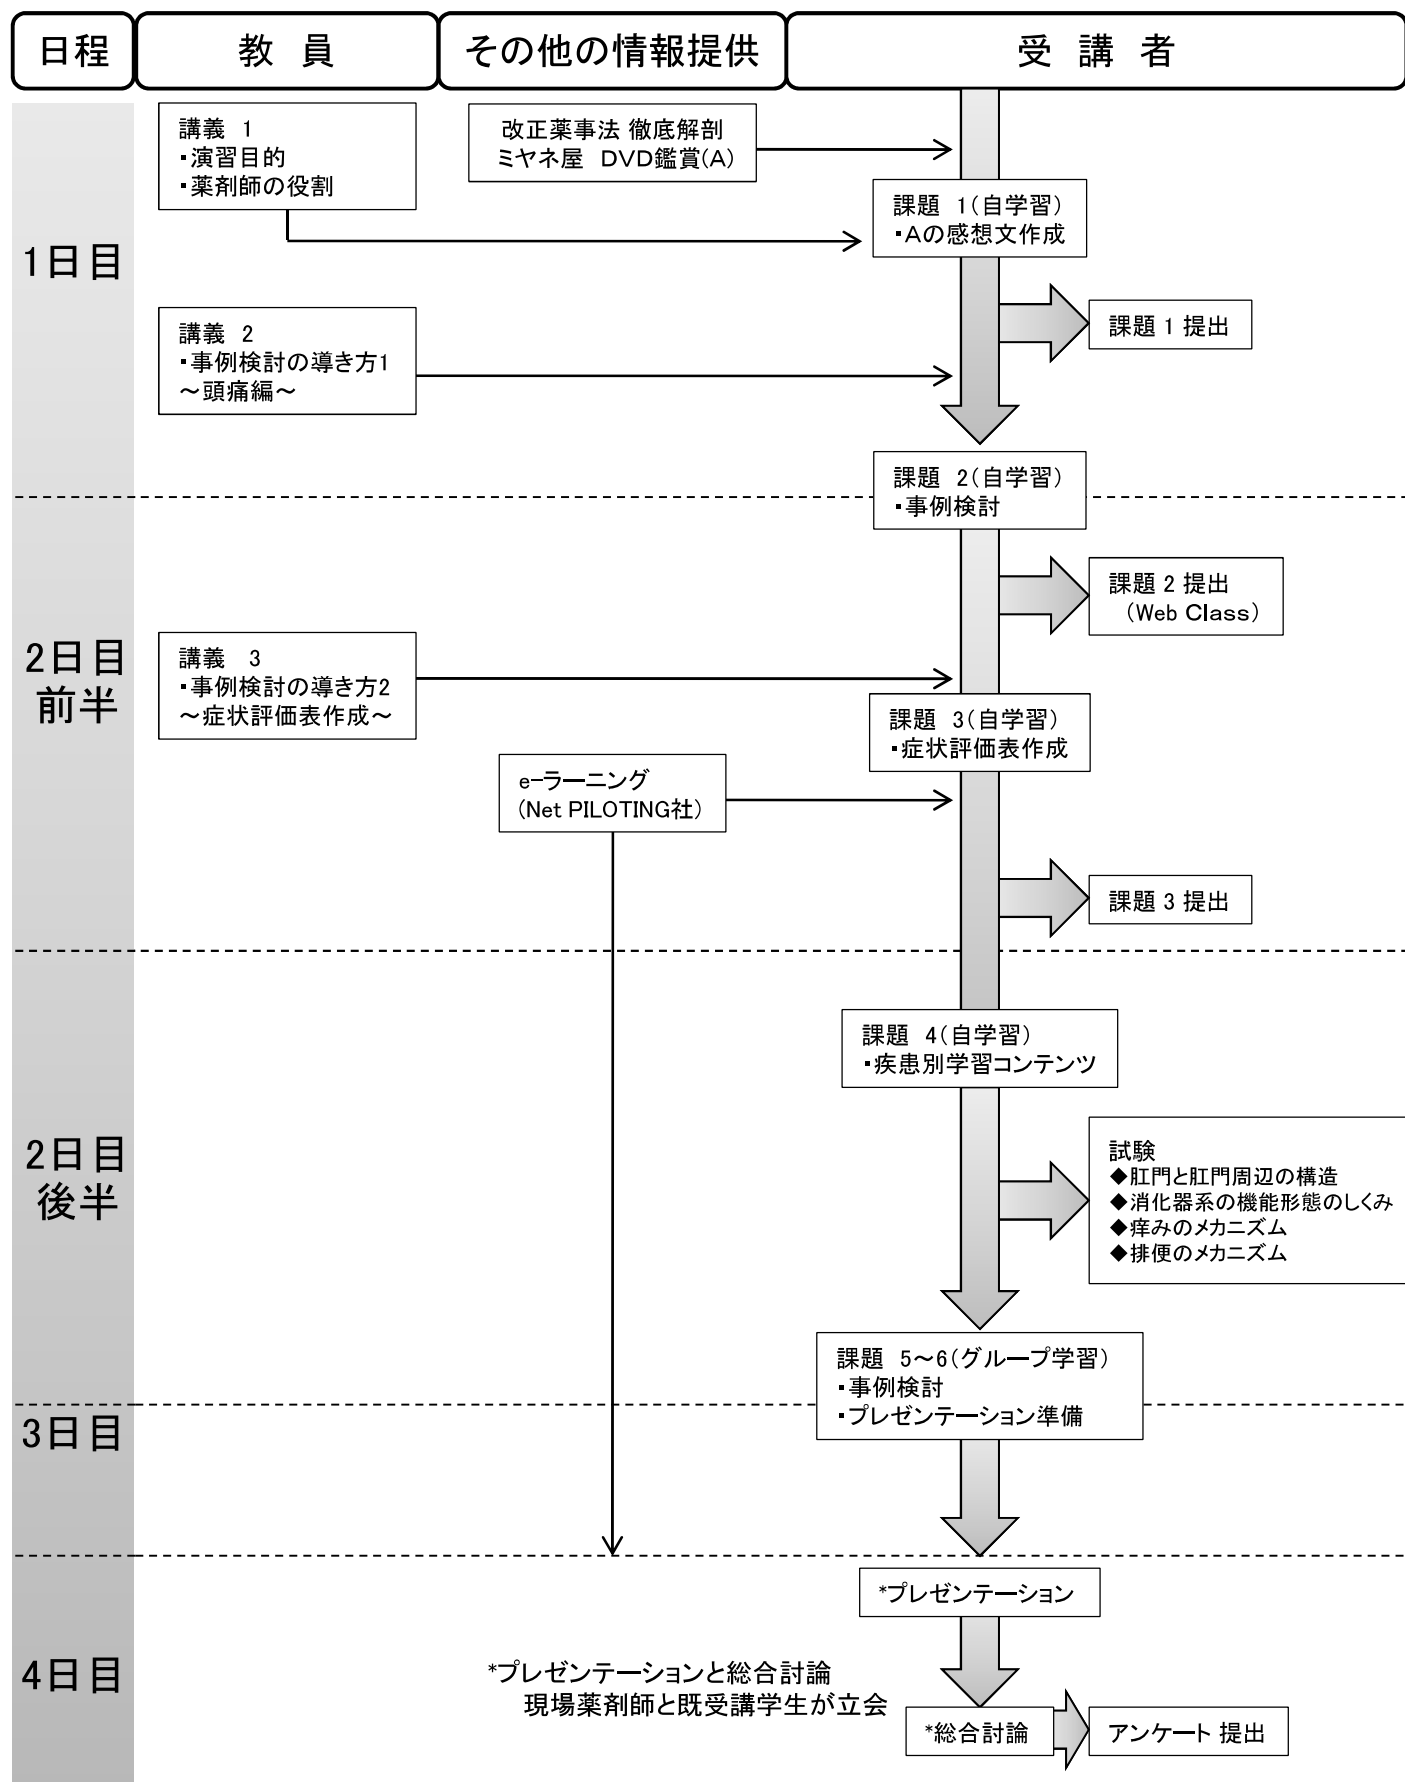 日程
教 員
その他の情報提供
受 講 者
1日目
講義 1
・演習目的
・薬剤師の役割
改正薬事法 徹底解剖
ミヤネ屋 DVD鑑賞(A)
課題 1(自学習)
・Aの感想文作成
課題 1 提出
講義 2
・事例検討の導き方1
～頭痛編～
課題 2(自学習)
・事例検討
2日目
前半
課題 2 提出
(Web Class)
講義 3
・事例検討の導き方2
～症状評価表作成～
課題 3(自学習)
・症状評価表作成
e-ラーニング
(Net PILOTING社)
課題 3 提出
2日目
後半
課題 4(自学習)
・疾患別学習コンテンツ
試験
◆肛門と肛門周辺の構造
◆消化器系の機能形態のしくみ
◆痒みのメカニズム
◆排便のメカニズム
課題 5～6(グループ学習)
・事例検討
・プレゼンテーション準備
3日目
4日目
*プレゼンテーション
*プレゼンテーションと総合討論
現場薬剤師と既受講学生が立会
*総合討論
アンケート 提出